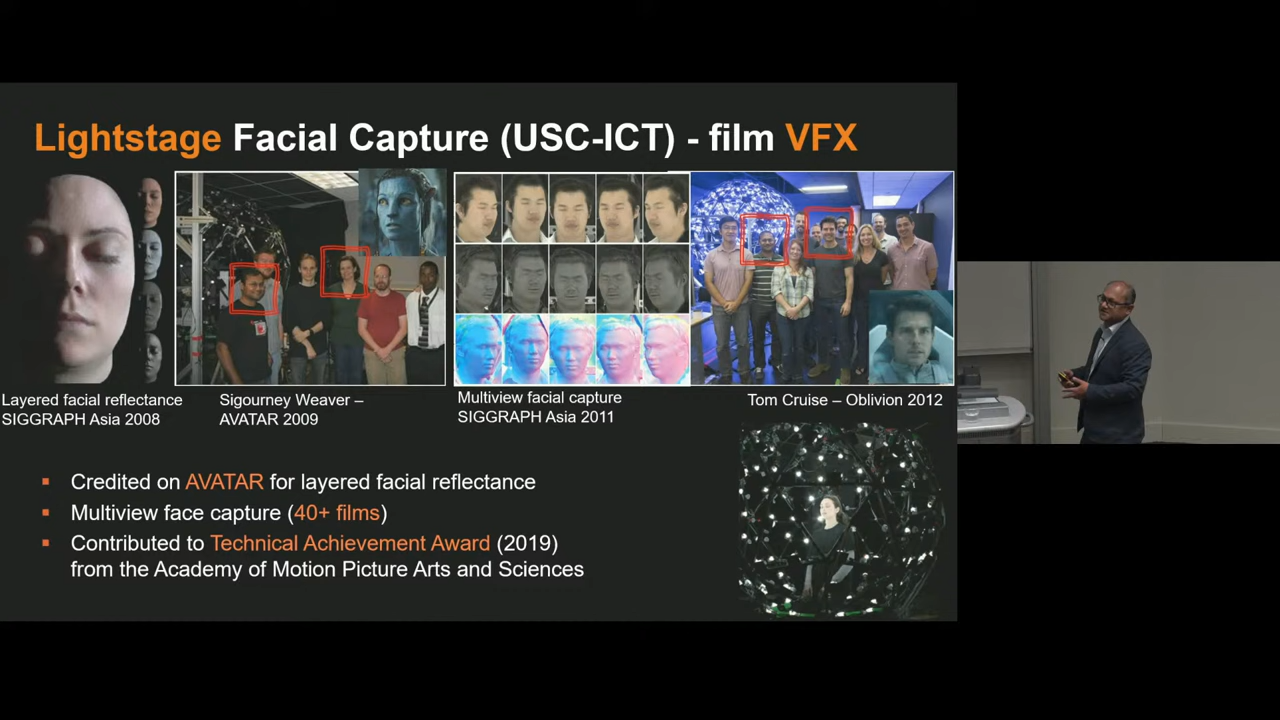 Lightstage Facial Capture (USC-ICT) - film VFX
Layered facial reflectance
SIGGRAPH Asia 2008
Sigourney Weaver –
AVATAR 2009
Multiview facial capture
SIGGRAPH Asia 2011
Tom Cruise – Oblivion 2012
Credited on AVATAR for layered facial reflectance
Multiview face capture (40+ films)
Contributed to Technical Achievement Award (2019)
from the Academy of Motion Picture Arts and Sciences